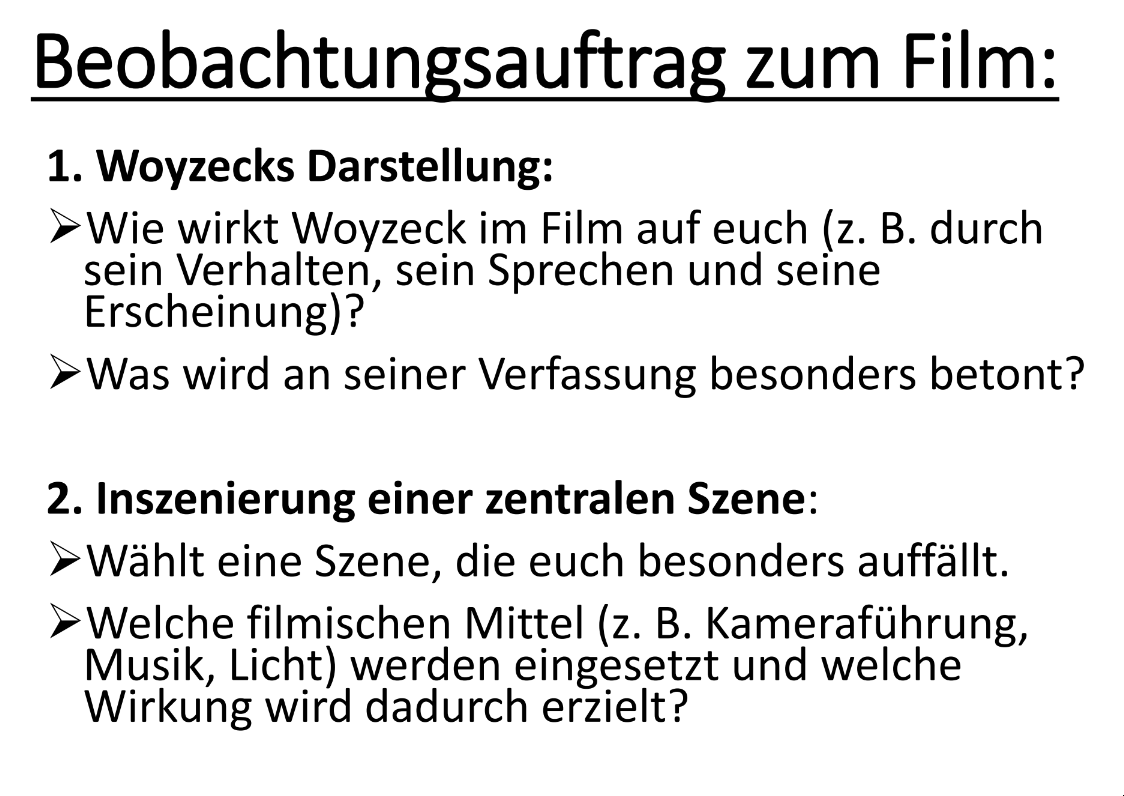 Beobachtungsauftrag zum Film:
1. Woyzecks Darstellung:
➢Wie wirkt Woyzeck im Film auf euch (z. B. durch
sein Verhalten, sein Sprechen und seine
Erscheinung)?
➢Was wird an seiner Verfassung besonders betont?
2. Inszenierung einer zentralen Szene:
➢Wählt eine Szene, die euch besonders auffällt.
➢Welche filmischen Mittel (z. B. Kameraführung,
Musik, Licht) werden eingesetzt und welche
Wirkung wird dadurch erzielt?